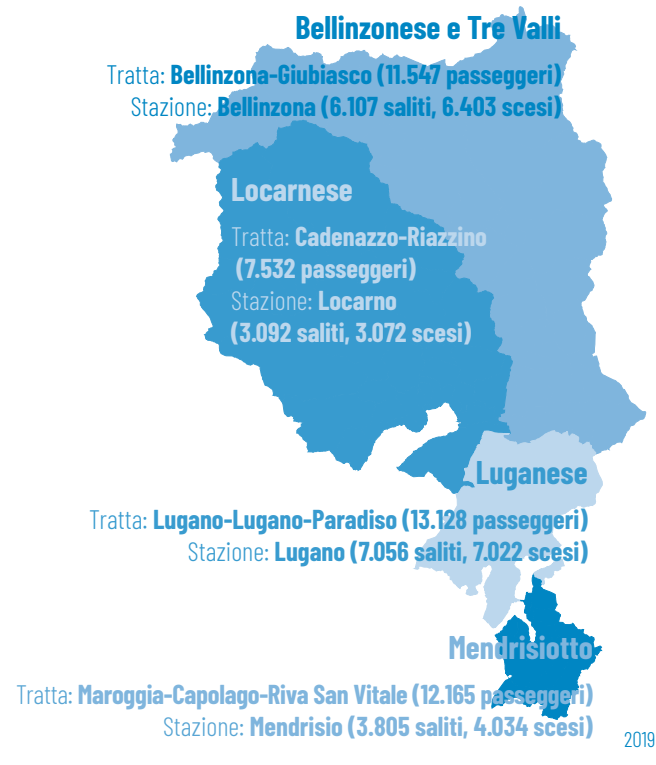 Bellinzonese e Tre Valli
Tratta: Bellinzona-Giubiasco (11.547 passeggeri)
Stazione: Bellinzona (6.107 saliti, 6.403 scesi)
Locarnese
Tratta: Cadenazzo-Riazzino
(7.532 passeggeri)
Stazione: Locarno
(3.092 saliti, 3.072 scesi)
Luganese
Tratta: Lugano-Lugano-Paradiso (13.128 passeggeri)
Stazione: Lugano (7.056 saliti, 7.022 scesi)
Mendrisiotto
Tratta: Maroggia-Capolago-Riva San Vitale (12.165 passeggeri)
Stazione: Mendrisio (3.805 saliti, 4.034 scesi)
2019